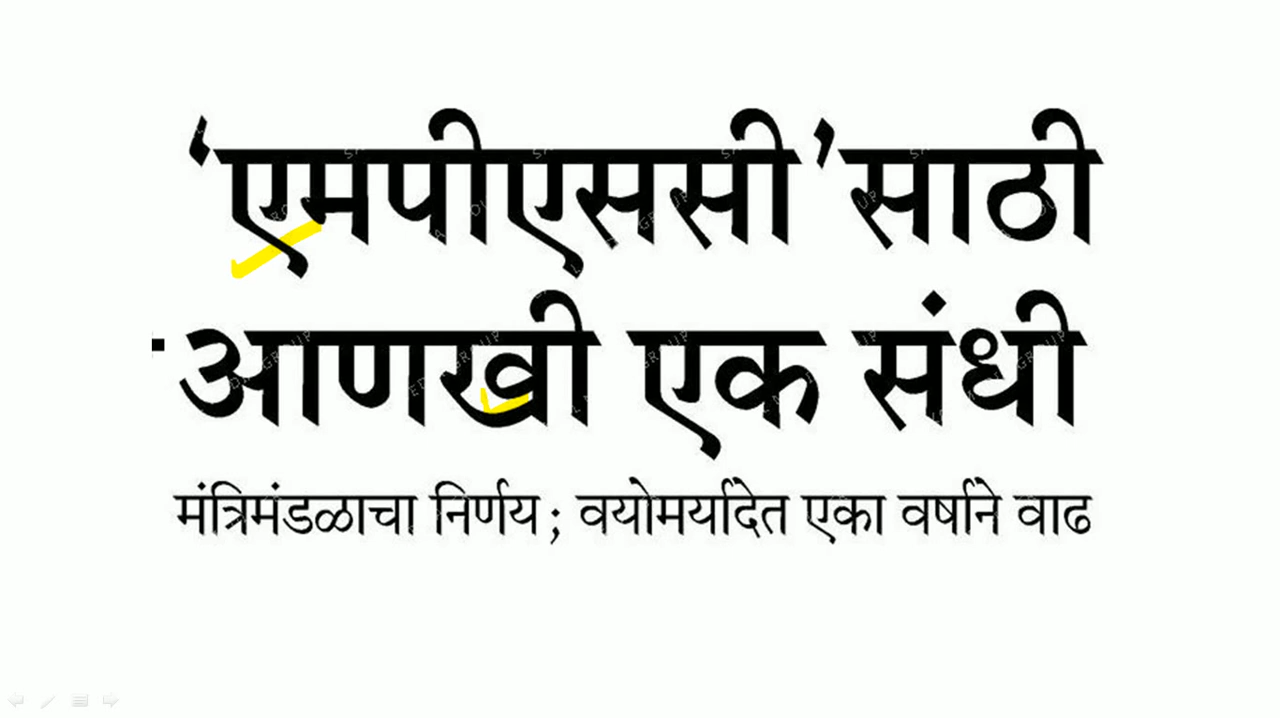 ‘एमपीएससी’साठी
आणखी एक संधी
मंत्रिमंडळाचा निर्णय; वयोमर्यादेत एका वर्षाने वाढ